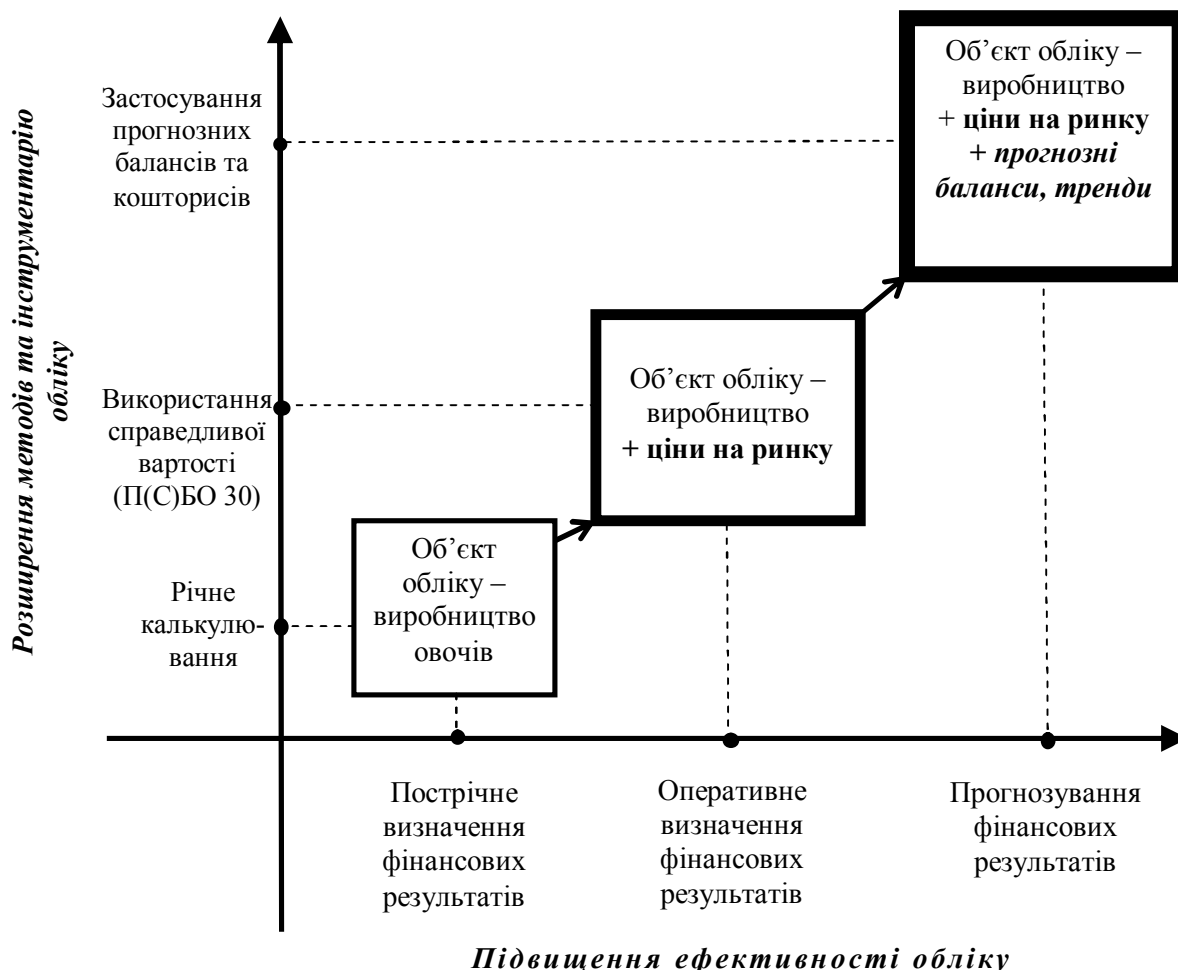 Розширення методів та інструментарію
обліку
Застосування
прогнозних
балансів та
кошторисів
Використання
справедливої
вартості
(П(С)БО 30)
Річне
калькулю-
вання
Об’єкт обліку –
виробництво
+ ціни на ринку
+ прогнозні
баланси, тренди
Об’єкт обліку –
виробництво
+ ціни на ринку
Об’єкт
обліку –
виробництво
овочів
Пострічне
визначення
фінансових
результатів
Оперативне
визначення
фінансових
результатів
Прогнозування
фінансових
результатів
Підвищення ефективності обліку